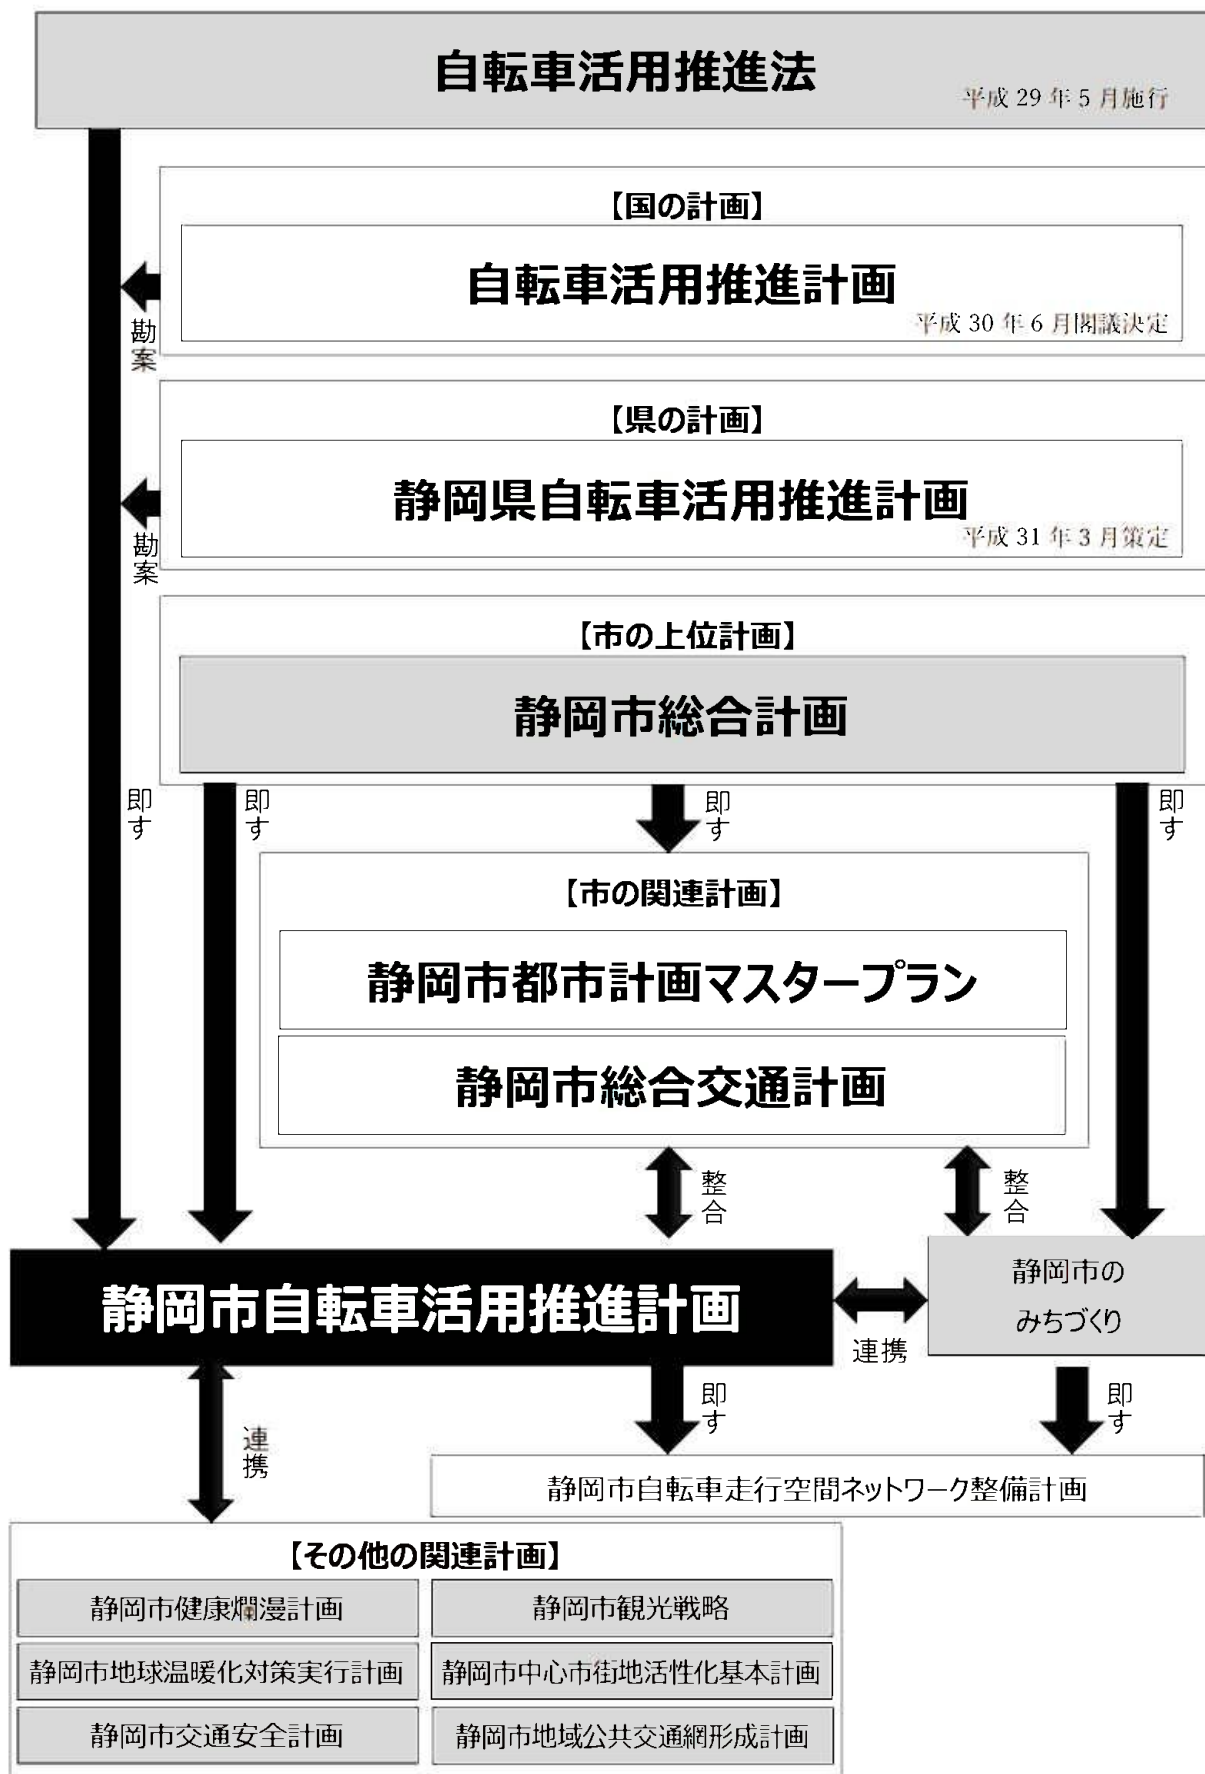 自転車活用推進法
平成 29 年 5 月施行
【国の計画】
自転車活用推進計画
平成 30 年 6 月閣議決定
勘案
【県の計画】
静岡県自転車活用推進計画
平成 31 年 3 月策定
勘案
【市の上位計画】
静岡市総合計画
即す
即す
即す
即す
【市の関連計画】
静岡市都市計画マスタープラン
静岡市総合交通計画
整合
整合
静岡市自転車活用推進計画
連携
静岡市の
みちづくり
連携
即す
即す
静岡市自転車走行空間ネットワーク整備計画
【その他の関連計画】
静岡市健康爛漫計画
静岡市観光戦略
静岡市地球温暖化対策実行計画
静岡市中心市街地活性化基本計画
静岡市交通安全計画
静岡市地域公共交通網形成計画